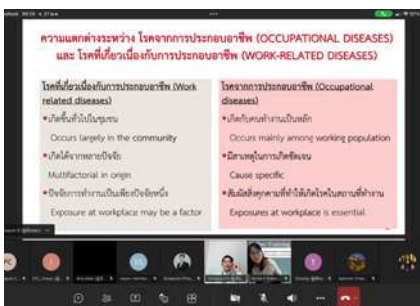 ความแตกต่างระหว่าง โรคจากการประกอบอาชีพ (OCCUPATIONAL DISEASES)
และ โรคที่เกี่ยวเนื่องกับการประกอบอาชีพ (WORK-RELATED DISEASES)
โรคที่เกี่ยวเนื่องกับการประกอบอาชีพ (Work
related diseases)
•เกิดขึ้นทั่วไปในชุมชน
Occurs largely in the community
•เกิดได้จากหลายปัจจัย
Multifactorial in origin
•ปัจจัยการทำงานเป็นเพียงปัจจัยหนึ่ง
Exposure at workplace may be a factor
โรคจากการประกอบอาชีพ (Occupational
diseases)
•เกิดกับคนทำงานเป็นหลัก
Occurs mainly among working population
•มีสาเหตุในการเกิดชัดเจน
Cause specific
•สัมผัสสิ่งคุกคามที่ทำให้เกิดโรคในสถานที่ทำงาน
Exposures at workplace is essential
PC